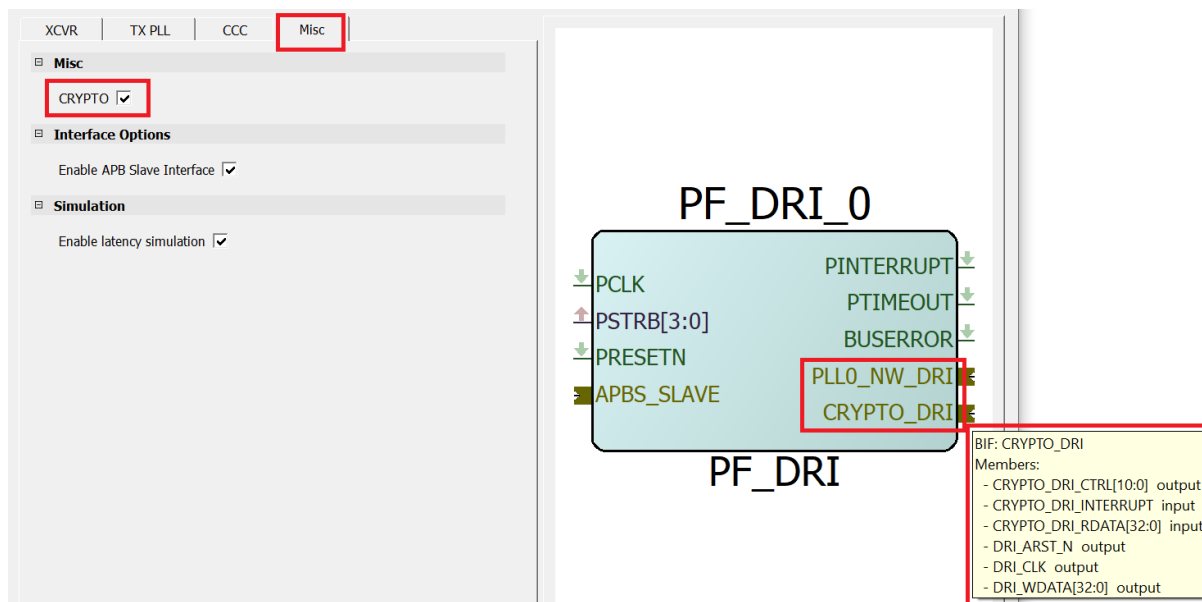 XCVR TX PLL CCC Misc
Misc
CRYPTO
Interface Options
Enable APB Slave Interface
Simulation
Enable latency simulation
PF_DRI_0
PCLK
PSTRB[3:0]
PRESETN
APBS_SLAVE
PINTERRUPT
PTIMEOUT
BUSERROR
PLL0_NW_DRI
CRYPTO_DRI
PF_DRI
BIF: CRYPTO_DRI
Members:
- CRYPTO_DRI_CTRL[10:0] output
- CRYPTO_DRI_INTERRUPT input
- CRYPTO_DRI_RDATA[32:0] input
- DRI_ARST_N output
- DRI_CLK output
- DRI_WDATA[32:0] output